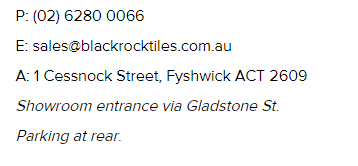 P: (02) 6280 0066
E: sales@blackrocktiles.com.au
A: 1 Cessnock Street, Fyshwick ACT 2609
Showroom entrance via Gladstone St.
Parking at rear.